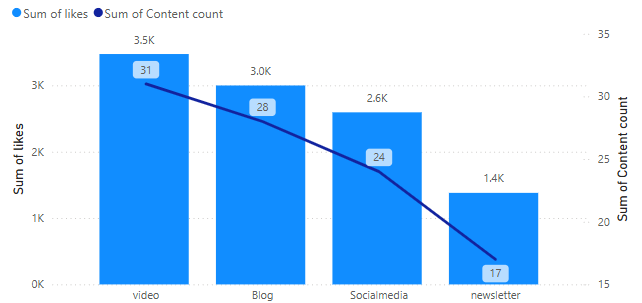 Sum of likes Sum of Content count
3.5K
3.0K
2.6K
1.4K
31
28
24
17
Sum of likes
3K
2K
1K
0K
35
30
25
20
15
Sum of Content count
video Blog Socialmedia newsletter